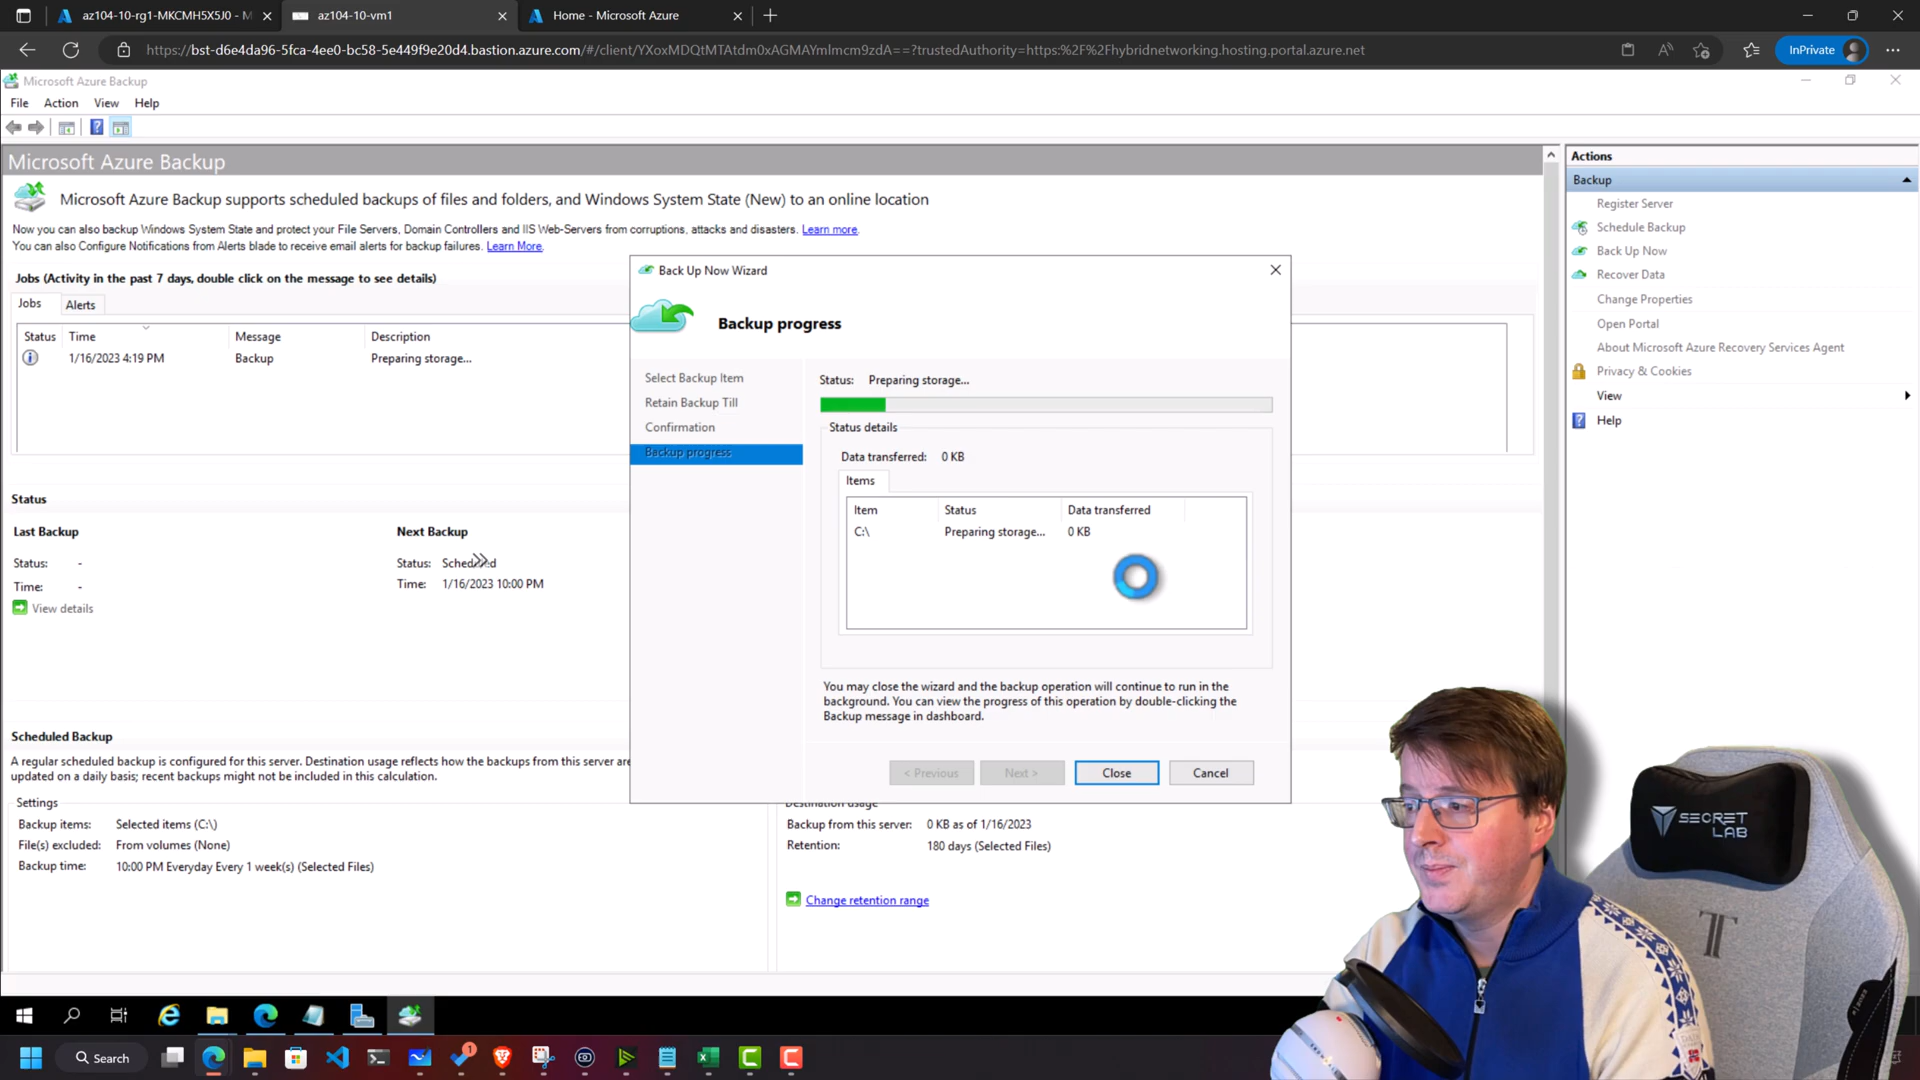 az104-10-rg1-MKCMH5X5J0 - M
az104-10-vm1
Home - Microsoft Azure
https://bst-d6e4da96-5fca-4ee0-bc58-5e449f9e20d4.bastion.azure.com/#/client/YXoxMDQtMTAtdm0xAGMAYmlmcm9zdA==?trustedAuthority=https:%2F%2Fhybridnetworking.hosting.portal.azure.net
InPrivate
Microsoft Azure Backup
File Action View Help
Microsoft Azure Backup
Microsoft Azure Backup supports scheduled backups of files and folders, and Windows System State (New) to an online location
Now you can also backup Windows System State and protect your File Servers, Domain Controllers and IIS Web-Servers from corruptions, attacks and disasters. Learn more.
You can also Configure Notifications from Alerts blade to receive email alerts for backup failures. Learn More.
Jobs (Activity in the past 7 days, double click on the message to see details)
Jobs Alerts
Status Time Message Description
1/16/2023 4:19 PM Backup Preparing storage...
Status
Last Backup Next Backup
Status: - Status: Scheduled
Time: - Time: 1/16/2023 10:00 PM
View details
Scheduled Backup
A regular scheduled backup is configured for this server. Destination usage reflects how the backups from this server are
updated on a daily basis; recent backups might not be included in this calculation.
Settings
Backup items: Selected items (C:\)
File(s) excluded: From volumes (None)
Backup time: 10:00 PM Everyday Every 1 week(s) (Selected Files)
Destination usage
Backup from this server: 0 KB as of 1/16/2023
Retention: 180 days (Selected Files)
Change retention range
Back Up Now Wizard
Backup progress
Select Backup Item
Retain Backup Till
Confirmation
Backup progress
Status: Preparing storage...
Status details
Data transferred: 0 KB
Items
Item Status Data transferred
C:\ Preparing storage... 0 KB
You may close the wizard and the backup operation will continue to run in the
background. You can view the progress of this operation by double-clicking the
Backup message in dashboard.
< Previous Next > Close Cancel
Actions
Backup
Register Server
Schedule Backup
Back Up Now
Recover Data
Change Properties
Open Portal
About Microsoft Azure Recovery Services Agent
Privacy & Cookies
View
Help
SECRET
LAB
Search
1